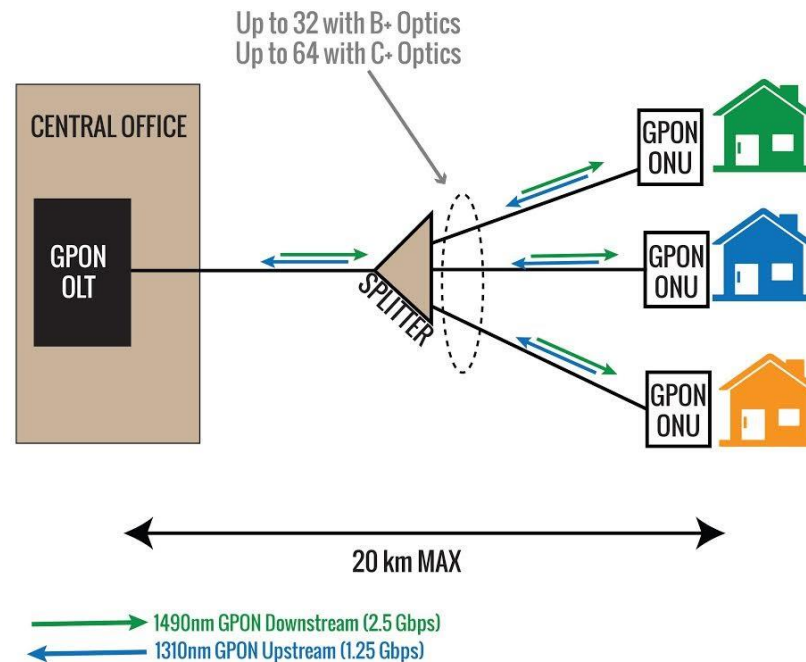 Up to 32 with B+ Optics
Up to 64 with C+ Optics
CENTRAL OFFICE
GPON
OLT
SPLITTER
GPON
ONU
GPON
ONU
GPON
ONU
20 km MAX
1490nm GPON Downstream (2.5 Gbps)
1310nm GPON Upstream (1.25 Gbps)